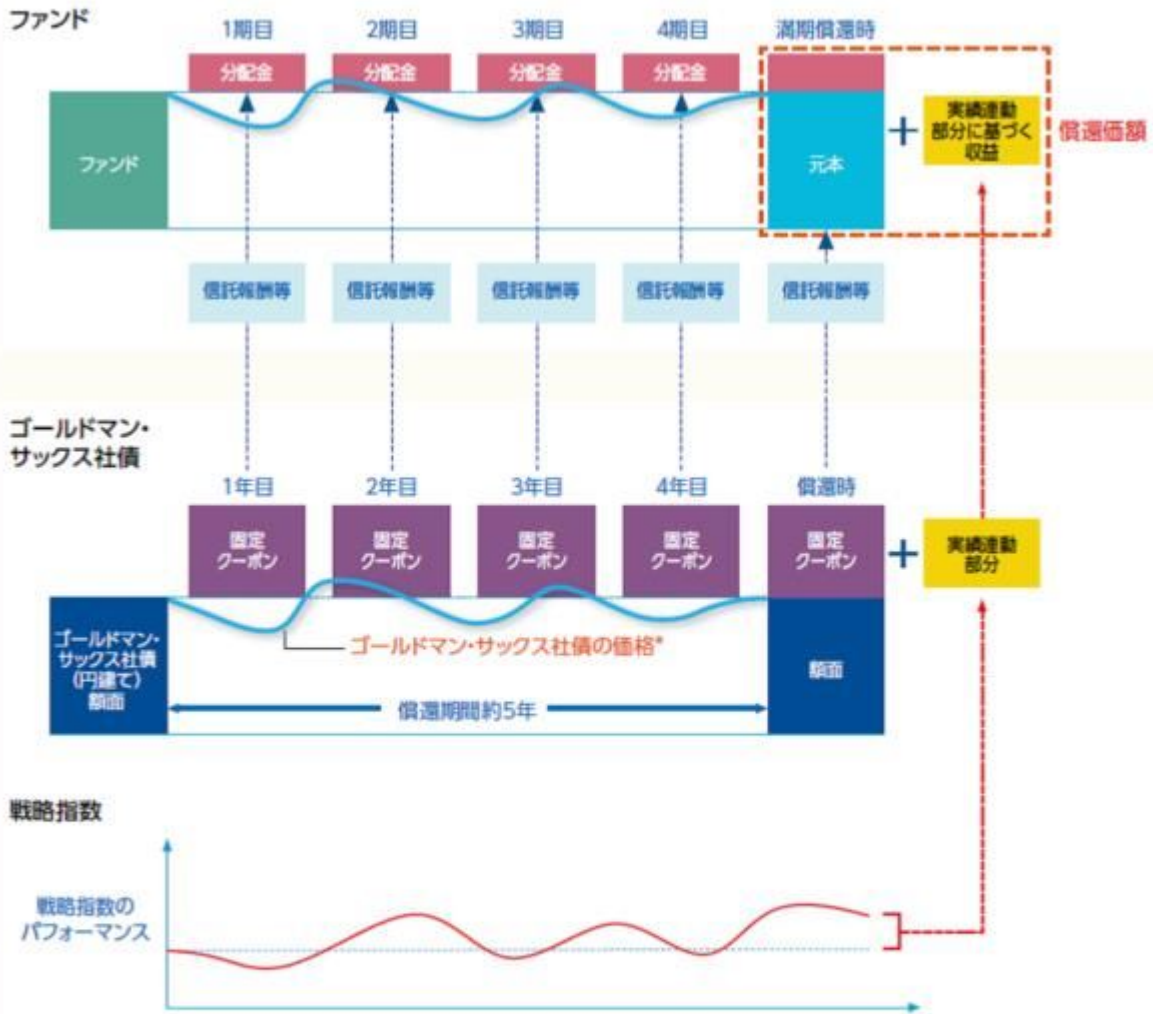 ファンド
1期目
2期目
3期目
4期目
満期償還時
分配金
分配金
分配金
分配金
ファンド
元本
+
実績連動
部分に基づく
収益
償還価額
信託報酬等
信託報酬等
信託報酬等
信託報酬等
信託報酬等
ゴールドマン・
サックス社債
1年目
2年目
3年目
4年目
償還時
固定
クーポン
固定
クーポン
固定
クーポン
固定
クーポン
固定
クーポン
+
実績連動
部分
ゴールドマン・
サックス社債
(円建て)
額面
ゴールドマン・サックス社債の価格*
額面
償還期間約5年
戦略指数
戦略指数の
パフォーマンス